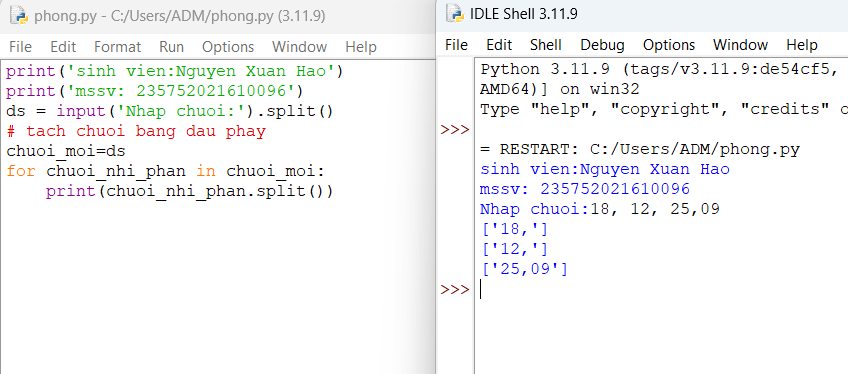 phong.py - C:/Users/ADM/phong.py (3.11.9)
File Edit Format Run Options Window Help
print('sinh vien:Nguyen Xuan Hao')
print('mssv: 235752021610096')
ds = input('Nhap chuoi:').split()
# tach chuoi bang dau phay
chuoi_moi=ds
for chuoi_nhi_phan in chuoi_moi:
    print(chuoi_nhi_phan.split())
IDLE Shell 3.11.9
File Edit Shell Debug Options Window Help
Python 3.11.9 (tags/v3.11.9:de54cf5,
AMD64)] on win32
Type "help", "copyright", "credits" o
>>>
= RESTART: C:/Users/ADM/phong.py
sinh vien:Nguyen Xuan Hao
mssv: 235752021610096
Nhap chuoi:18, 12, 25,09
['18,']
['12,']
['25,09']
>>>